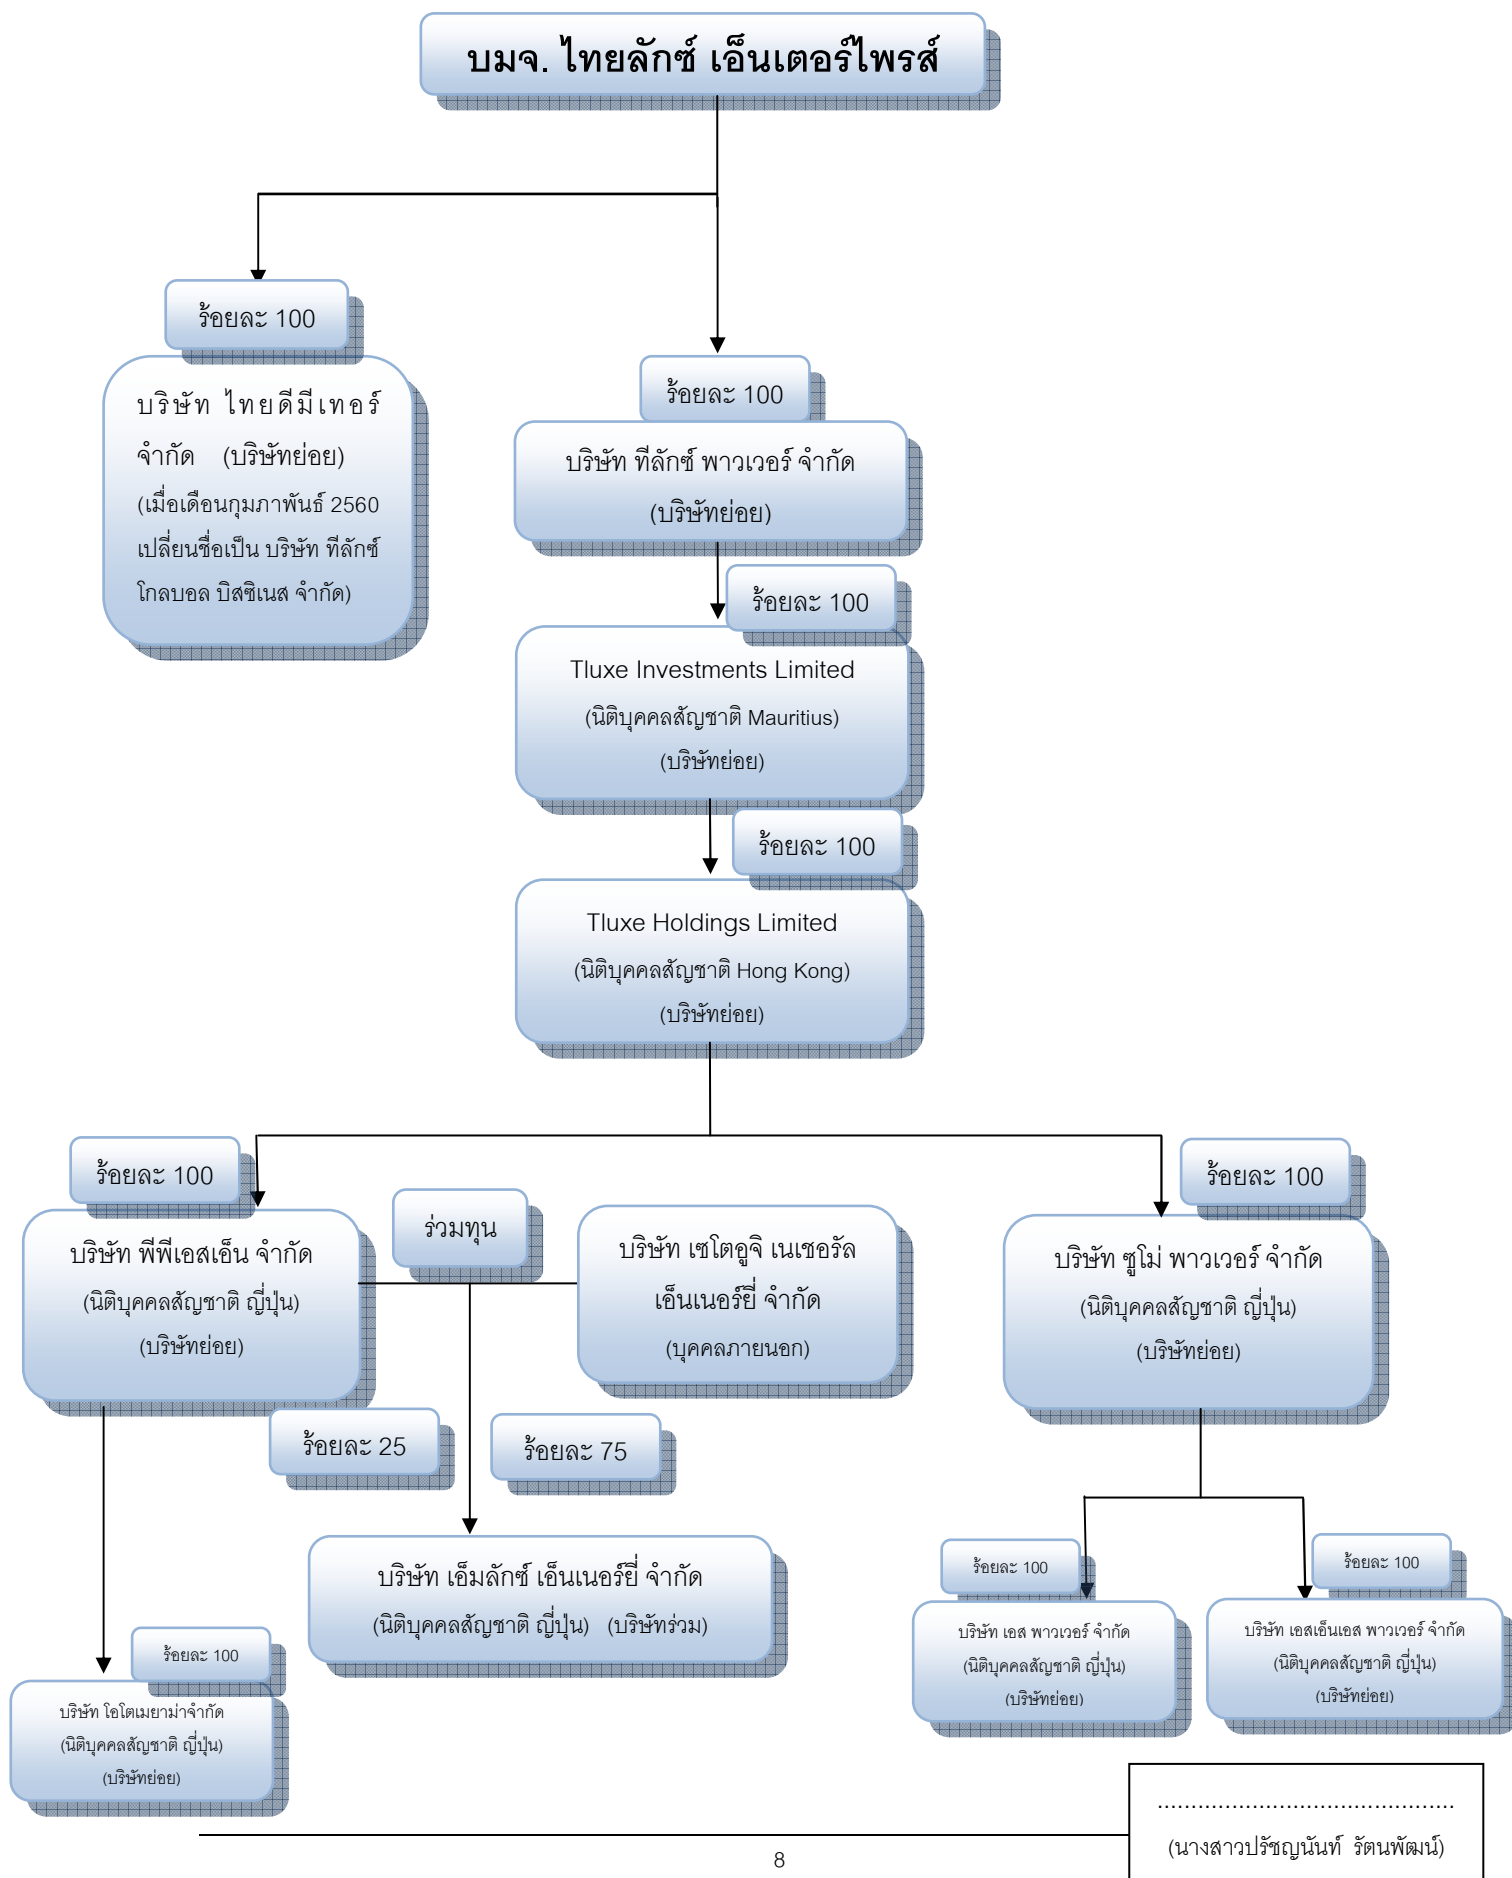 บมจ. ไทยลักซ์ เอ็นเตอร์ไพรส์
ร้อยละ 100
บริษัท ไทยดีมีเทอร์
จำกัด (บริษัทย่อย)
(เมื่อเดือนกุมภาพันธ์ 2560
เปลี่ยนชื่อเป็น บริษัท ทีลักซ์
โกลบอล บิสซิเนส จำกัด)
ร้อยละ 100
บริษัท ทีลักซ์ พาวเวอร์ จำกัด
(บริษัทย่อย)
ร้อยละ 100
Tluxe Investments Limited
(นิติบุคคลสัญชาติ Mauritius)
(บริษัทย่อย)
ร้อยละ 100
Tluxe Holdings Limited
(นิติบุคคลสัญชาติ Hong Kong)
(บริษัทย่อย)
ร้อยละ 100
บริษัท พีพีเอสเอ็น จำกัด
(นิติบุคคลสัญชาติ ญี่ปุ่น)
(บริษัทย่อย)
ร่วมทุน
บริษัท เซโตอูจิ เนเชอรัล
เอ็นเนอร์ยี่ จำกัด
(บุคคลภายนอก)
ร้อยละ 100
บริษัท ซูโม่ พาวเวอร์ จำกัด
(นิติบุคคลสัญชาติ ญี่ปุ่น)
(บริษัทย่อย)
ร้อยละ 25
ร้อยละ 75
บริษัท เอ็มลักซ์ เอ็นเนอร์ยี่ จำกัด
(นิติบุคคลสัญชาติ ญี่ปุ่น) (บริษัทร่วม)
ร้อยละ 100
บริษัท เอส พาวเวอร์ จำกัด
(นิติบุคคลสัญชาติ ญี่ปุ่น)
(บริษัทย่อย)
ร้อยละ 100
บริษัท เอสเอ็นเอส พาวเวอร์ จำกัด
(นิติบุคคลสัญชาติ ญี่ปุ่น)
(บริษัทย่อย)
ร้อยละ 100
บริษัท โอโตเมยาม่าจำกัด
(นิติบุคคลสัญชาติ ญี่ปุ่น)
(บริษัทย่อย)
............................................
(นางสาวปรัชญนันท์ รัตนพัฒน์)
8